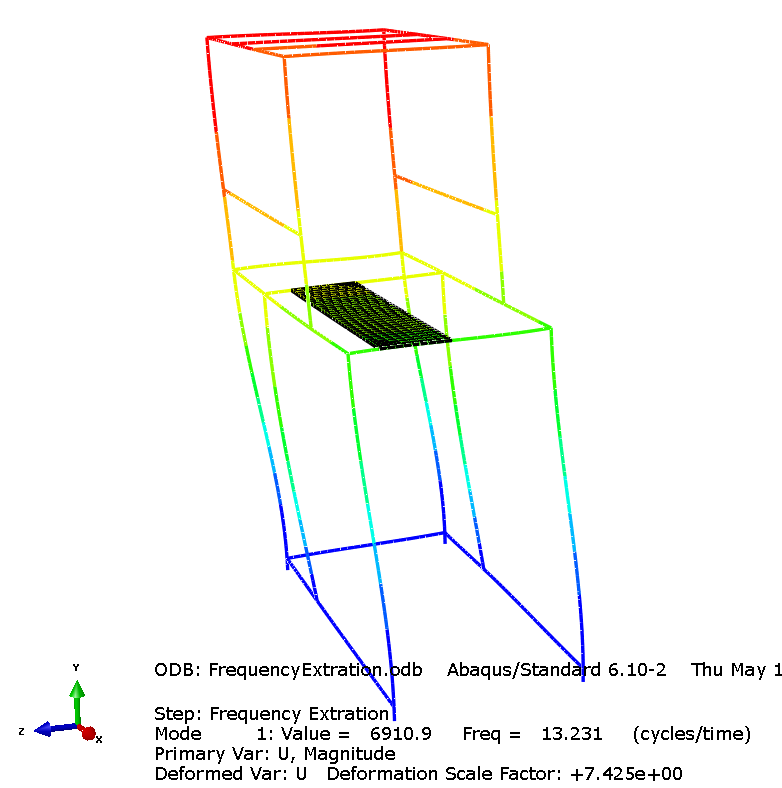 Y
Z
X
ODB: FrequencyExtration.odb Abaqus/Standard 6.10-2 Thu May 1
Step: Frequency Extration
Mode 1: Value = 6910.9 Freq = 13.231 (cycles/time)
Primary Var: U, Magnitude
Deformed Var: U Deformation Scale Factor: +7.425e+00